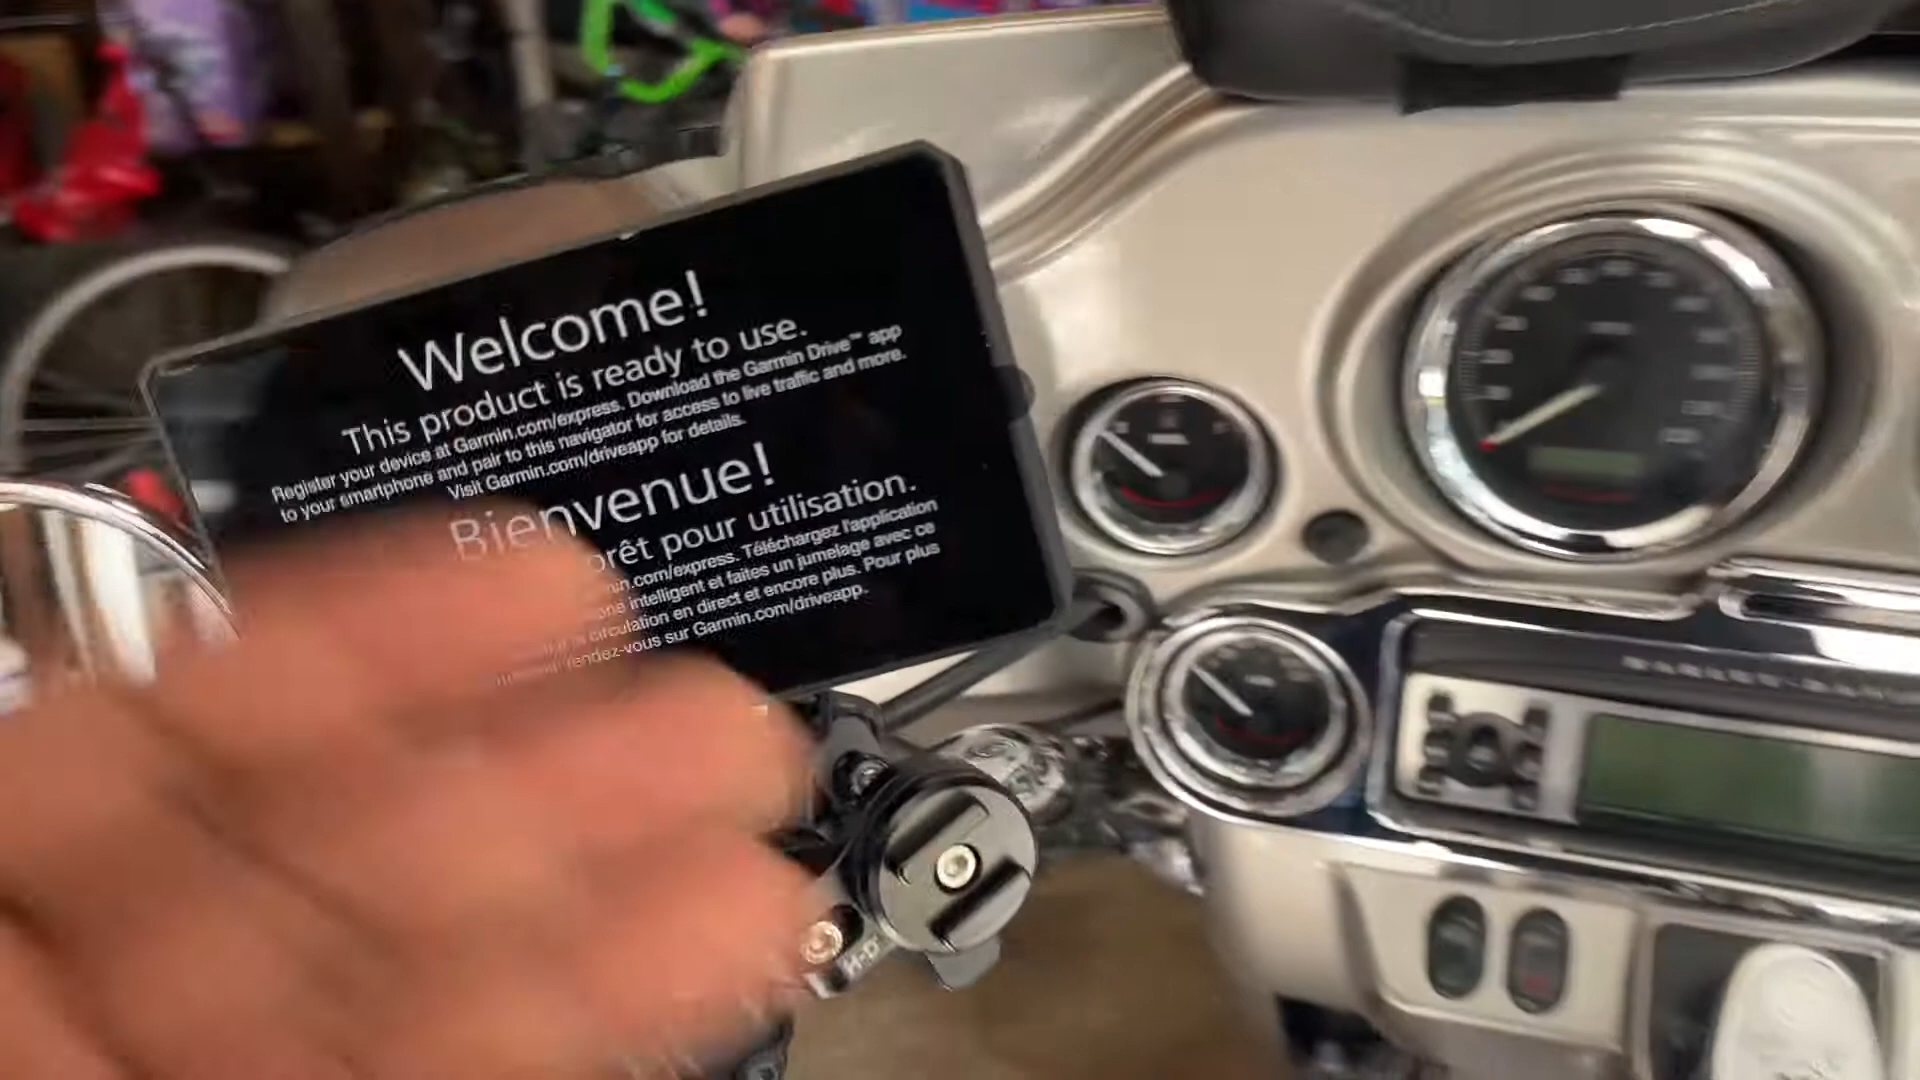 Welcome!
This product is ready to use.
Register your device at Garmin.com/express. Download the Garmin Drive™ app
to your smartphone and pair to this navigator for access to live traffic and more.
Visit Garmin.com/driveapp for details.
Bienvenue!
prêt pour utilisation.
.com/express. Téléchargez l'application
intelligent et faites un jumelage avec ce
circulation en direct et encore plus. Pour plus
rendez-vous sur Garmin.com/driveapp.
H-D